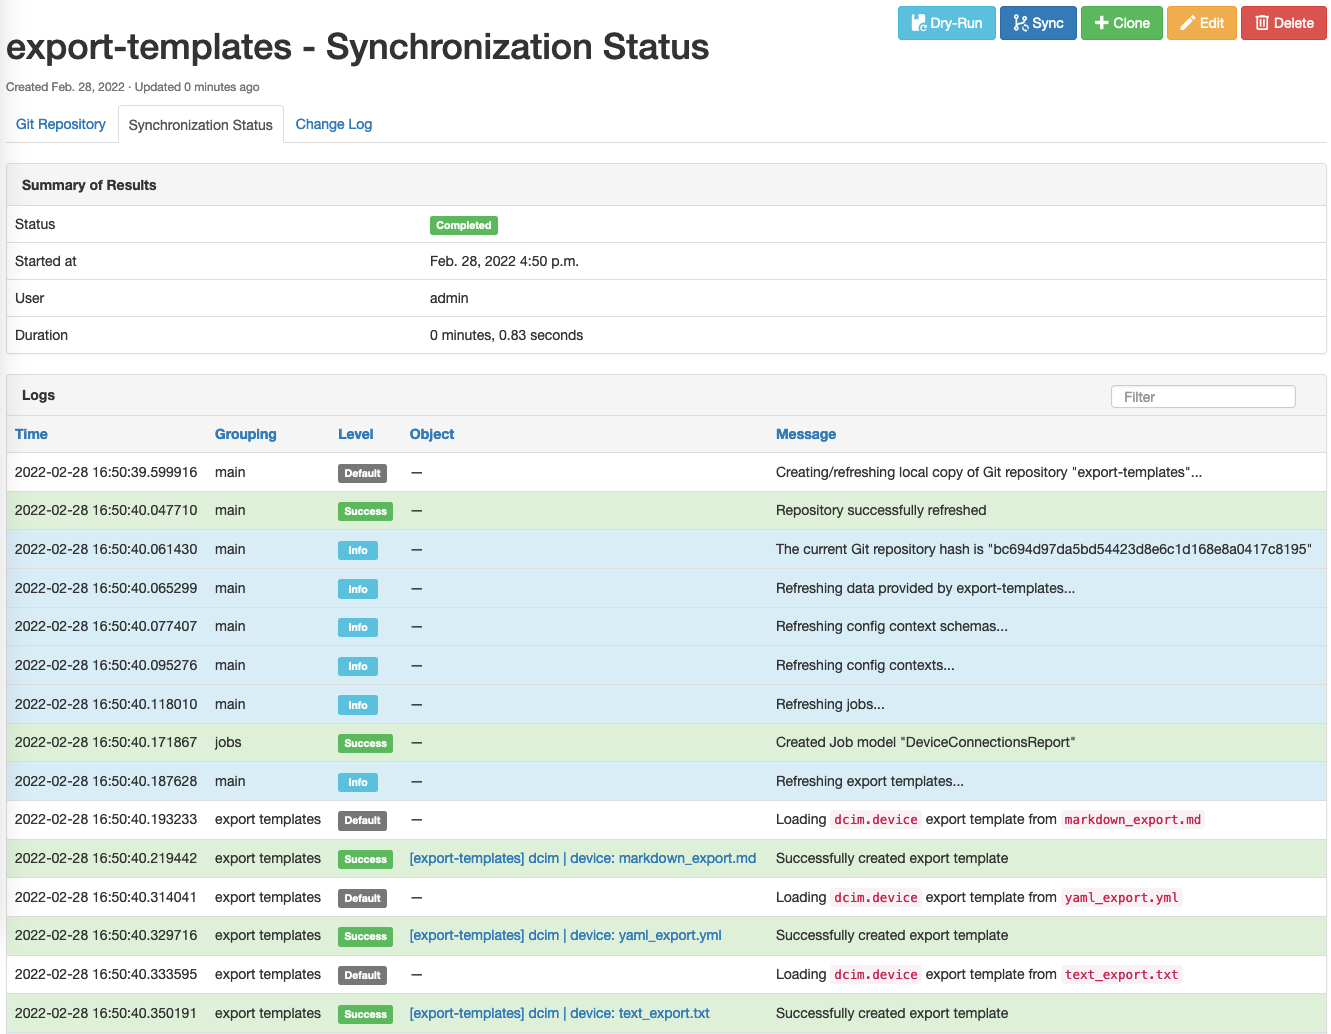 Dry-Run Sync Clone Edit Delete
export-templates - Synchronization Status
Created Feb. 28, 2022 · Updated 0 minutes ago
Git Repository Synchronization Status Change Log
Summary of Results
Status Completed
Started at Feb. 28, 2022 4:50 p.m.
User admin
Duration 0 minutes, 0.83 seconds
Logs Filter
Time Grouping Level Object Message
2022-02-28 16:50:39.599916 main Default — Creating/refreshing local copy of Git repository "export-templates"...
2022-02-28 16:50:40.047710 main Success — Repository successfully refreshed
2022-02-28 16:50:40.061430 main Info — The current Git repository hash is "bc694d97da5bd54423d8e6c1d168e8a0417c8195"
2022-02-28 16:50:40.065299 main Info — Refreshing data provided by export-templates...
2022-02-28 16:50:40.077407 main Info — Refreshing config context schemas...
2022-02-28 16:50:40.095276 main Info — Refreshing config contexts...
2022-02-28 16:50:40.118010 main Info — Refreshing jobs...
2022-02-28 16:50:40.171867 jobs Success — Created Job model "DeviceConnectionsReport"
2022-02-28 16:50:40.187628 main Info — Refreshing export templates...
2022-02-28 16:50:40.193233 export templates Default — Loading dcim.device export template from markdown_export.md
2022-02-28 16:50:40.219442 export templates Success [export-templates] dcim | device: markdown_export.md Successfully created export template
2022-02-28 16:50:40.314041 export templates Default — Loading dcim.device export template from yaml_export.yml
2022-02-28 16:50:40.329716 export templates Success [export-templates] dcim | device: yaml_export.yml Successfully created export template
2022-02-28 16:50:40.333595 export templates Default — Loading dcim.device export template from text_export.txt
2022-02-28 16:50:40.350191 export templates Success [export-templates] dcim | device: text_export.txt Successfully created export template